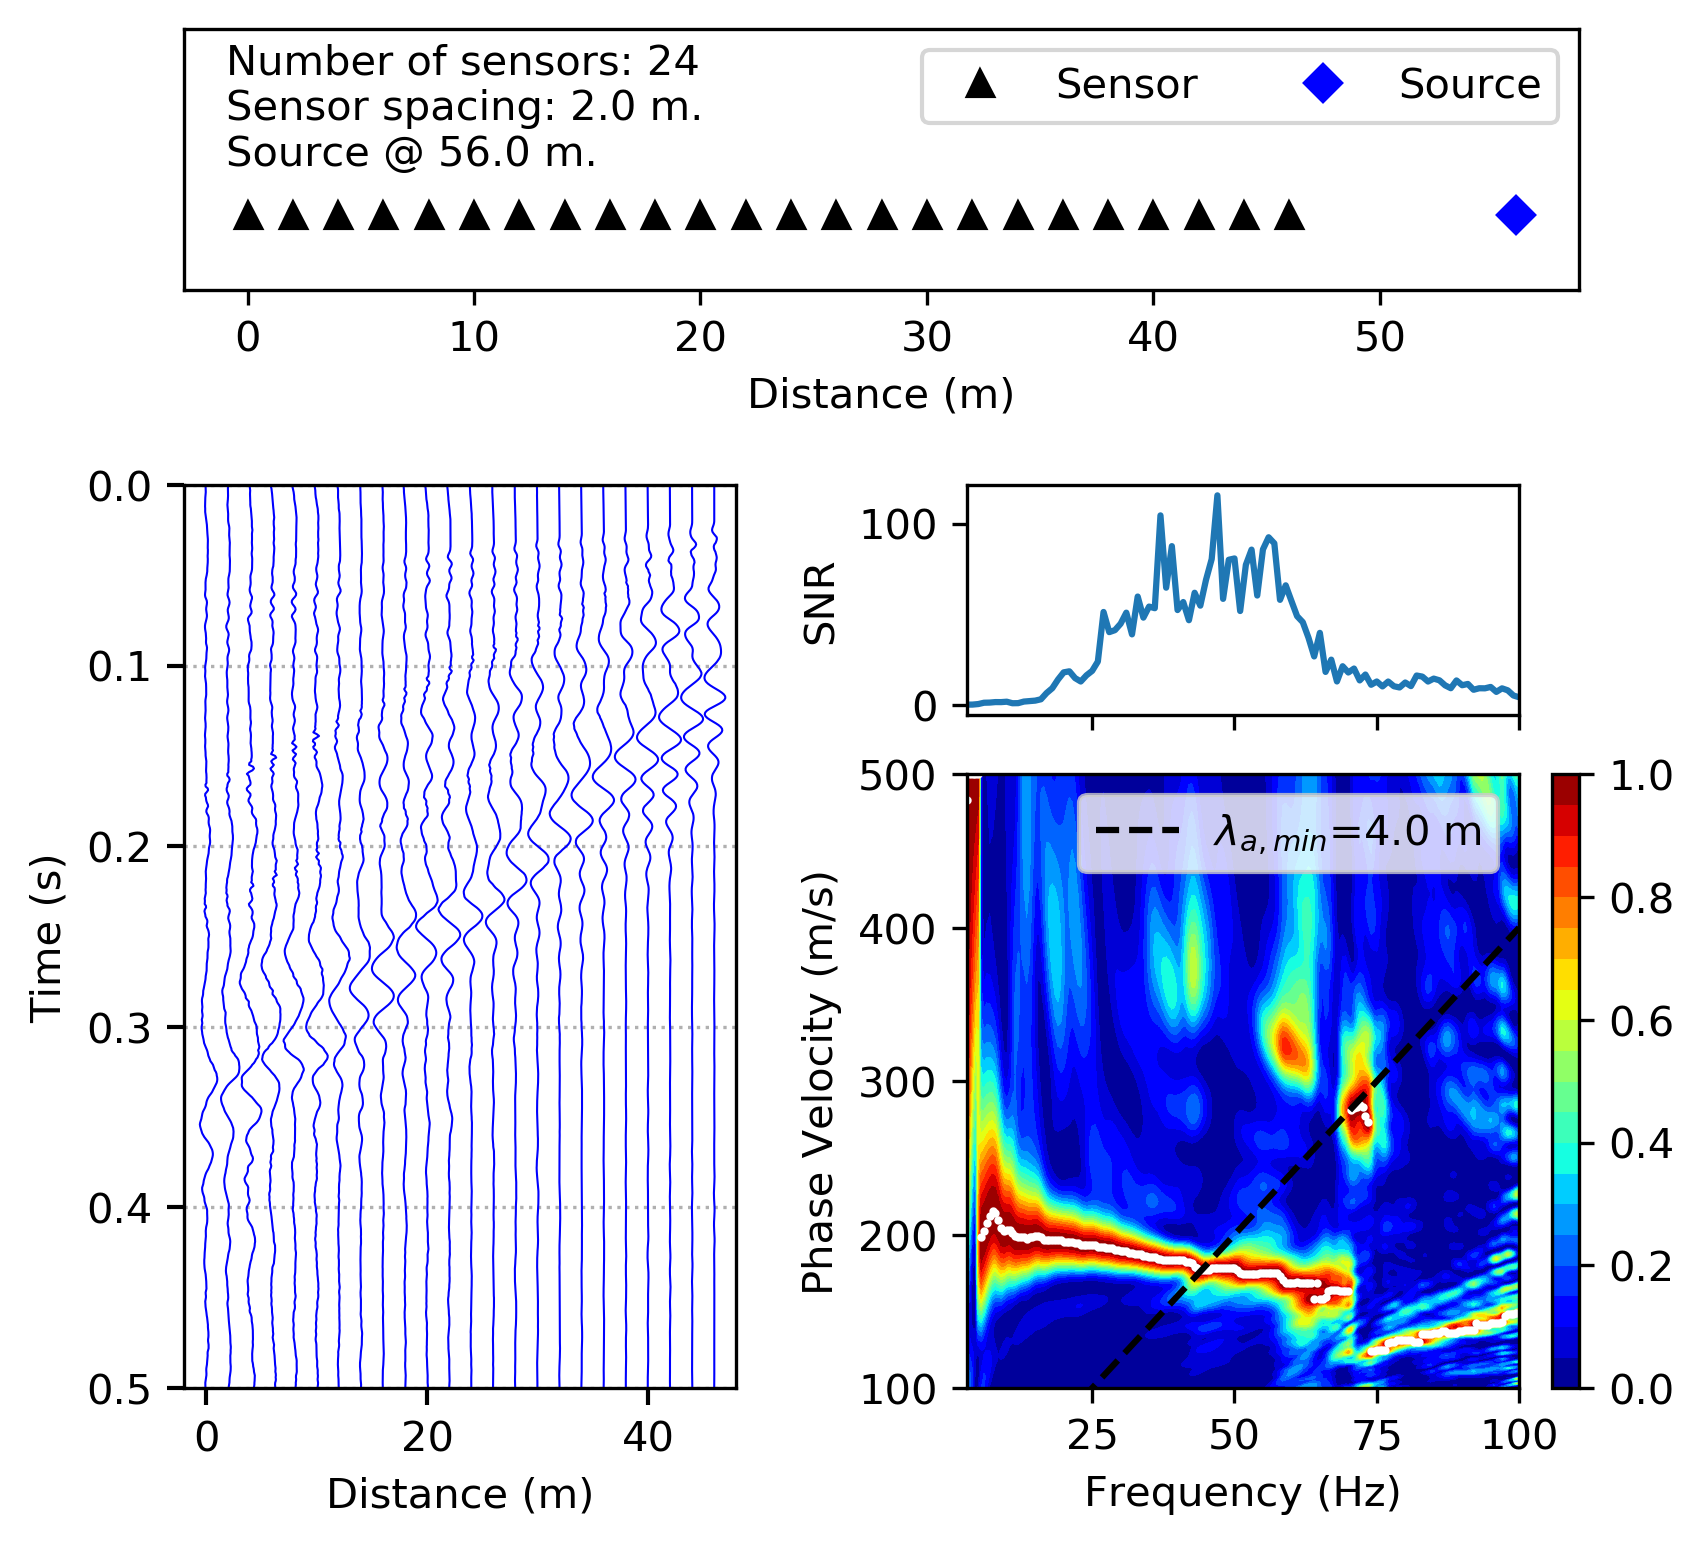 Number of sensors: 24
Sensor spacing: 2.0 m.
Source @ 56.0 m.
Sensor
Source
0 10 20 30 40 50
Distance (m)
0.0
0.1
0.2
0.3
0.4
0.5
Time (s)
0 20 40
Distance (m)
100
0
SNR
500
400
300
200
100
Phase Velocity (m/s)
λa,min=4.0 m
25 50 75 100
Frequency (Hz)
1.0
0.8
0.6
0.4
0.2
0.0